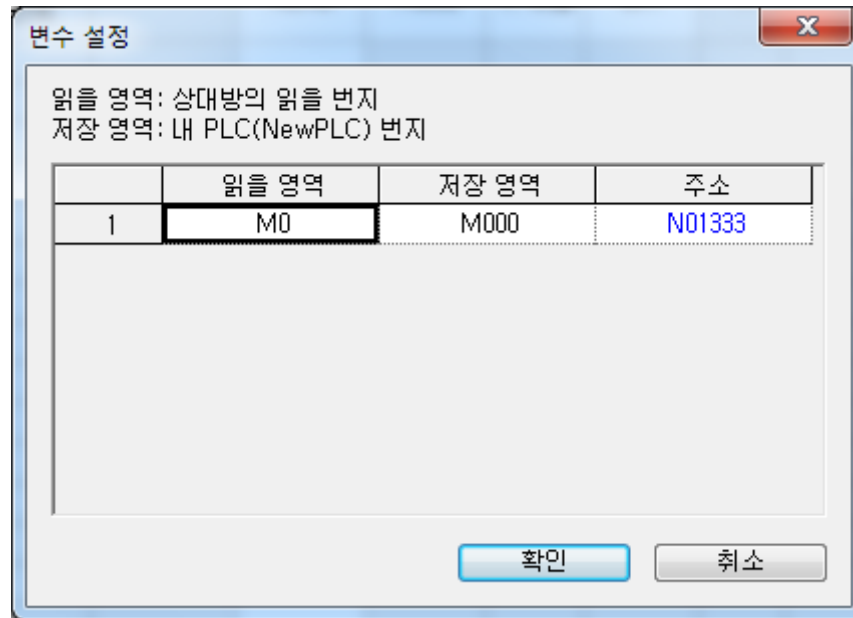 변수 설정
읽을 영역: 상대방의 읽을 번지
저장 영역: 내 PLC(NewPLC) 번지
읽을 영역 저장 영역 주소
1 M0 M000 N01333
확인 취소